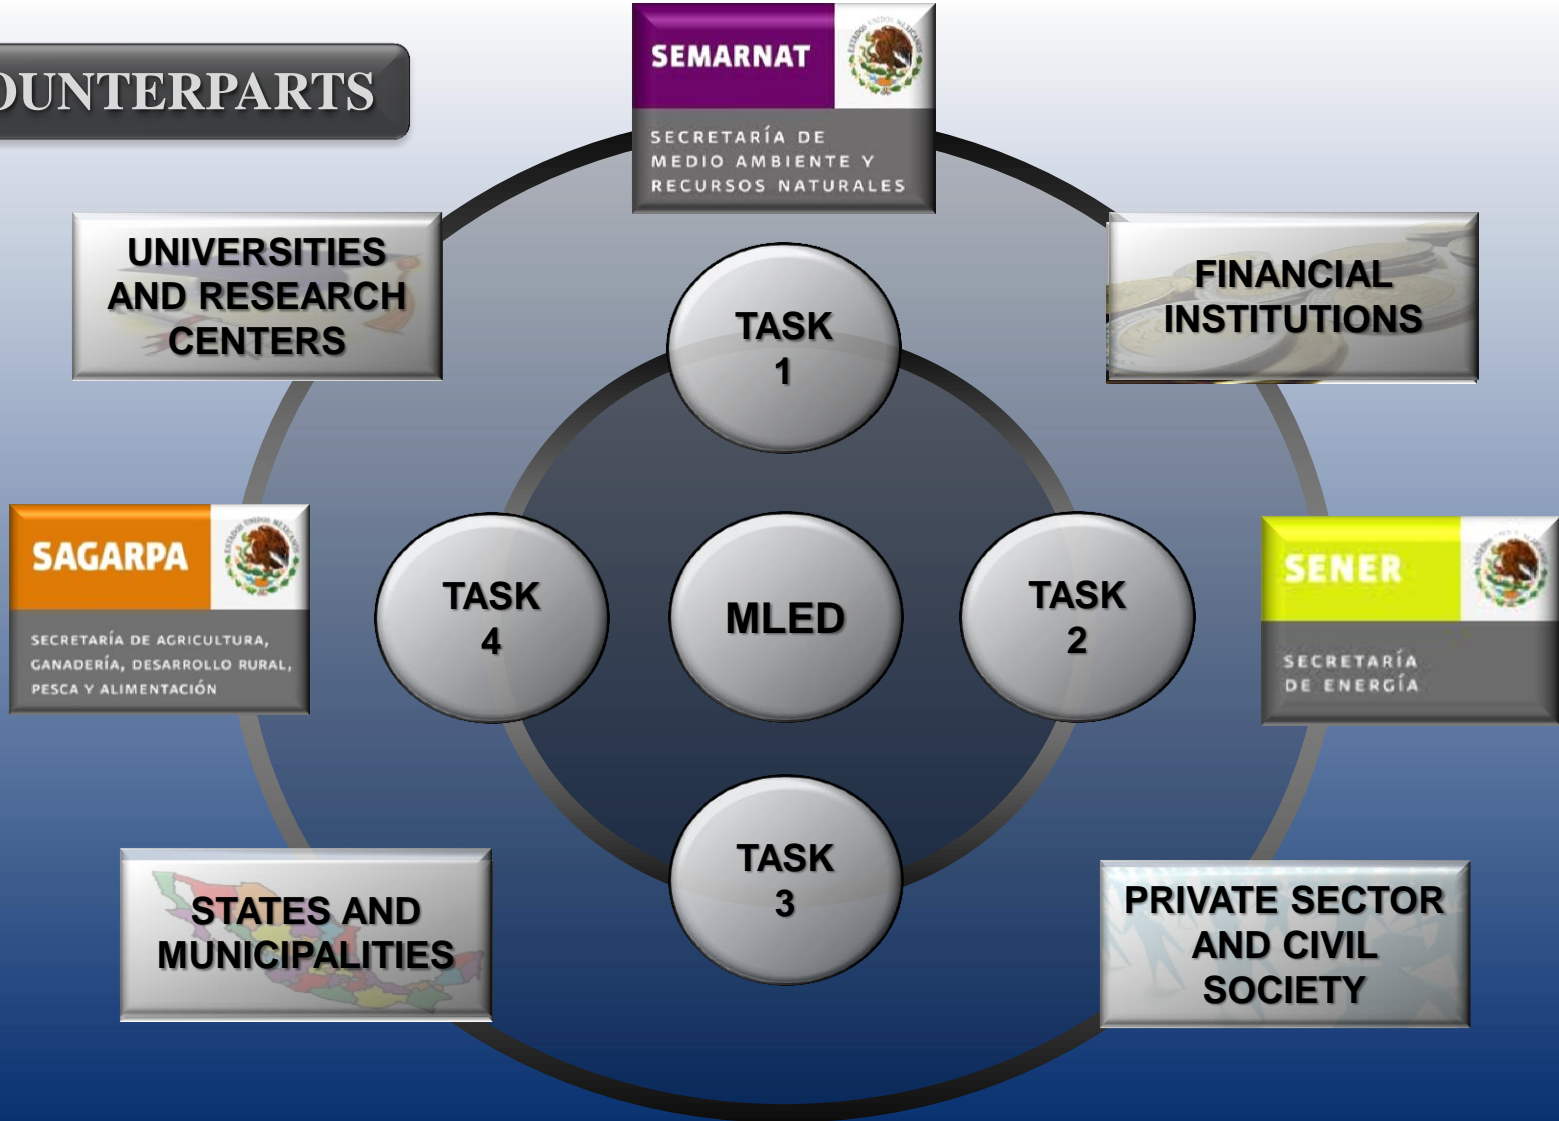 OUNTERPARTS
SEMARNAT
SECRETARÍA DE
MEDIO AMBIENTE Y
RECURSOS NATURALES
UNIVERSITIES
AND RESEARCH
CENTERS
FINANCIAL
INSTITUTIONS
TASK
1
SAGARPA
SECRETARÍA DE AGRICULTURA,
GANADERÍA, DESARROLLO RURAL,
PESCA Y ALIMENTACIÓN
TASK
4
MLED
TASK
2
SENER
SECRETARÍA
DE ENERGÍA
TASK
3
STATES AND
MUNICIPALITIES
PRIVATE SECTOR
AND CIVIL
SOCIETY